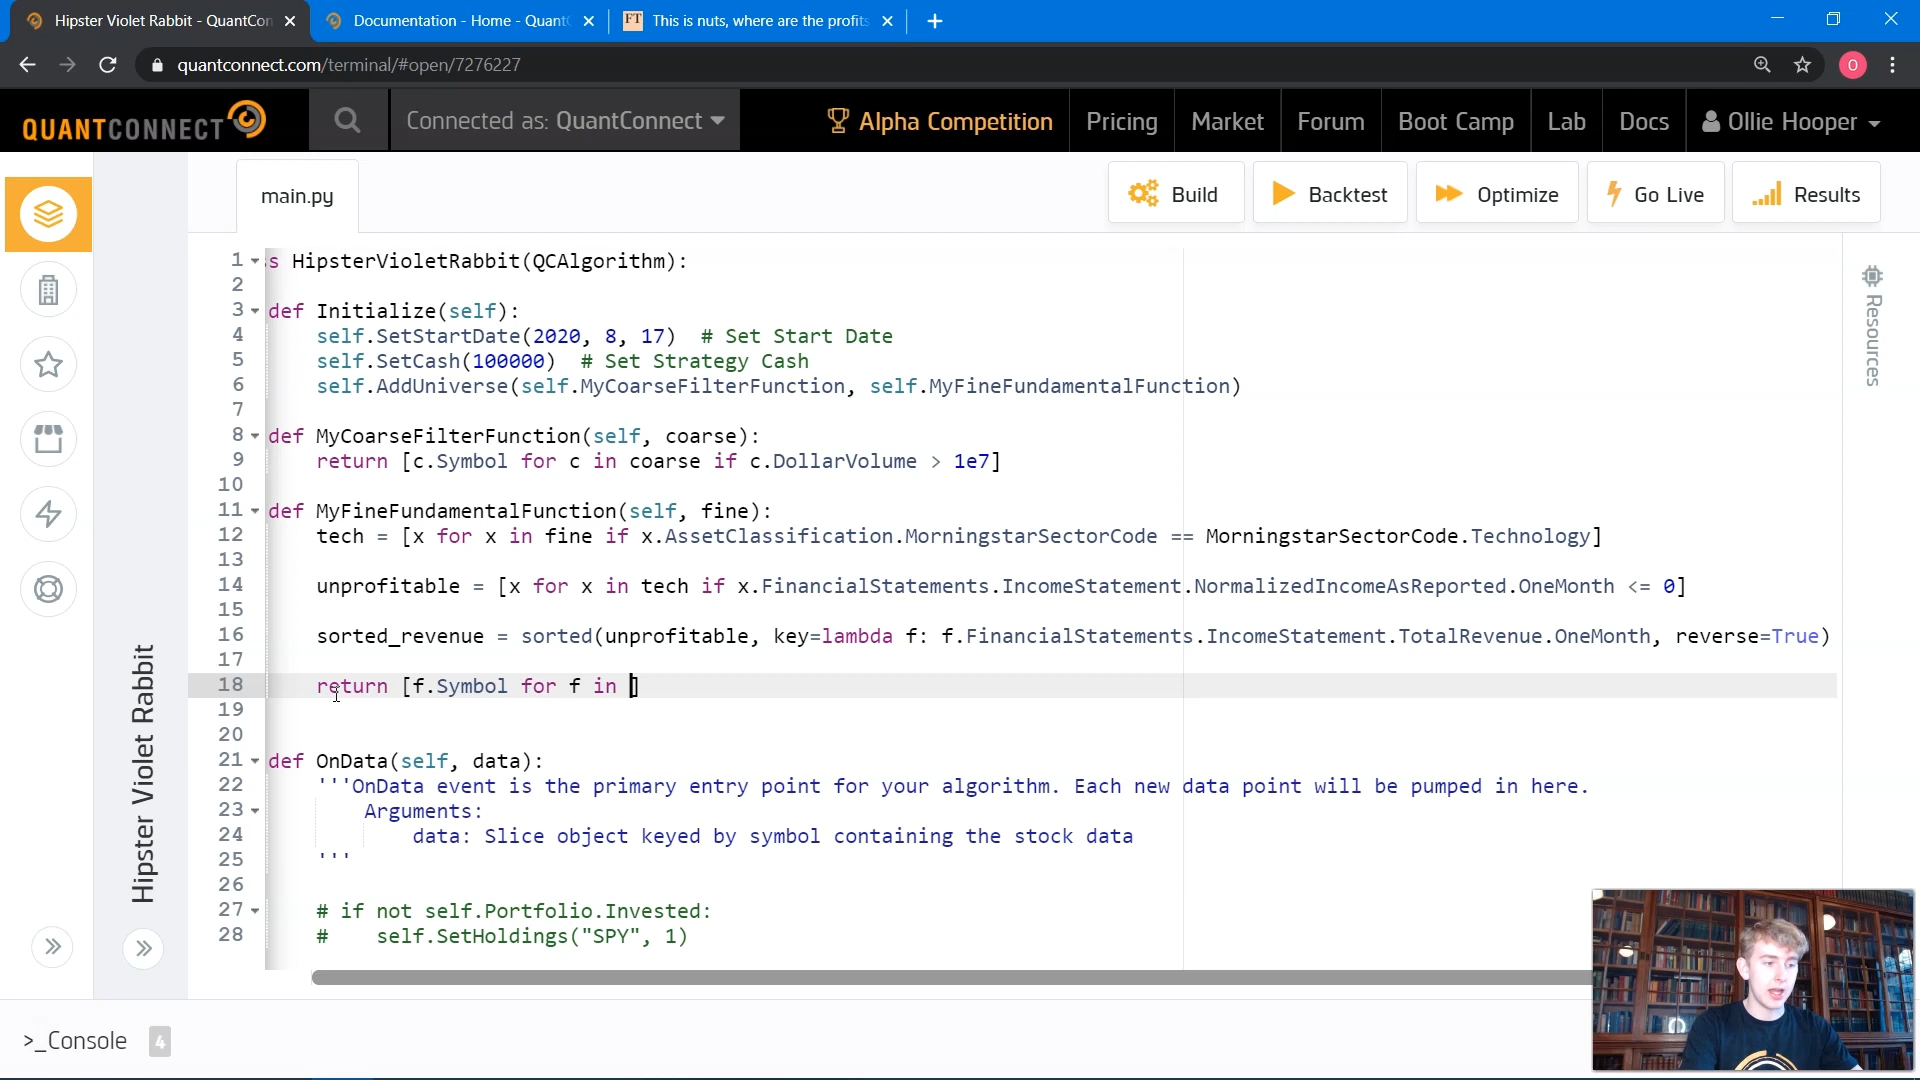 Hipster Violet Rabbit - QuantCon
Documentation - Home - Quant
FT This is nuts, where are the profits
quantconnect.com/terminal/#open/7276227
O
QUANTCONNECT
Connected as: QuantConnect
Alpha Competition
Pricing
Market
Forum
Boot Camp
Lab
Docs
Ollie Hooper
main.py
Build
Backtest
Optimize
Go Live
Results
1 s HipsterVioletRabbit(QCAlgorithm):
2
3 def Initialize(self):
4 self.SetStartDate(2020, 8, 17)  # Set Start Date
5 self.SetCash(100000)  # Set Strategy Cash
6 self.AddUniverse(self.MyCoarseFilterFunction, self.MyFineFundamentalFunction)
7
8 def MyCoarseFilterFunction(self, coarse):
9 return [c.Symbol for c in coarse if c.DollarVolume > 1e7]
10
11 def MyFineFundamentalFunction(self, fine):
12 tech = [x for x in fine if x.AssetClassification.MorningstarSectorCode == MorningstarSectorCode.Technology]
13
14 unprofitable = [x for x in tech if x.FinancialStatements.IncomeStatement.NormalizedIncomeAsReported.OneMonth <= 0]
15
16 sorted_revenue = sorted(unprofitable, key=lambda f: f.FinancialStatements.IncomeStatement.TotalRevenue.OneMonth, reverse=True)
17
18 return [f.Symbol for f in ]
19
20
21 def OnData(self, data):
22 '''OnData event is the primary entry point for your algorithm. Each new data point will be pumped in here.
23 Arguments:
24 data: Slice object keyed by symbol containing the stock data
25 '''
26
27 # if not self.Portfolio.Invested:
28 #    self.SetHoldings("SPY", 1)
Hipster Violet Rabbit
Resources
>_Console 4